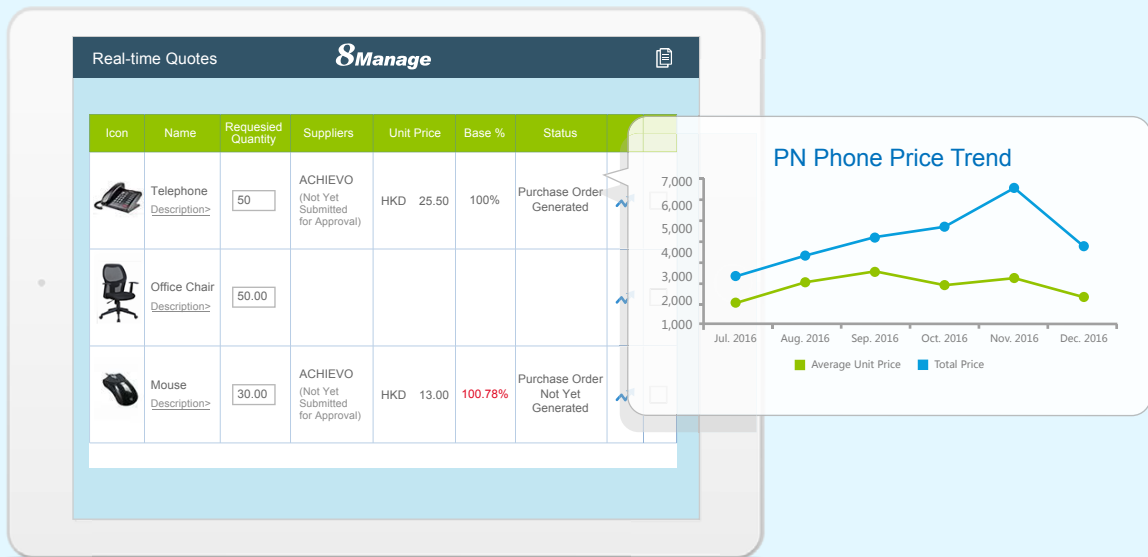 Real-time Quotes
8Manage
Icon Name Requesied Quantity Suppliers Unit Price Base % Status
Telephone
Description>
50
ACHIEVO
(Not Yet
Submitted
for Approval)
HKD 25.50
100%
Purchase Order
Generated
Office Chair
Description>
50.00
Mouse
Description>
30.00
ACHIEVO
(Not Yet
Submitted
for Approval)
HKD 13.00
100.78%
Purchase Order
Not Yet
Generated
PN Phone Price Trend
7,000
6,000
5,000
4,000
3,000
2,000
1,000
Jul. 2016 Aug. 2016 Sep. 2016 Oct. 2016 Nov. 2016 Dec. 2016
Average Unit Price Total Price